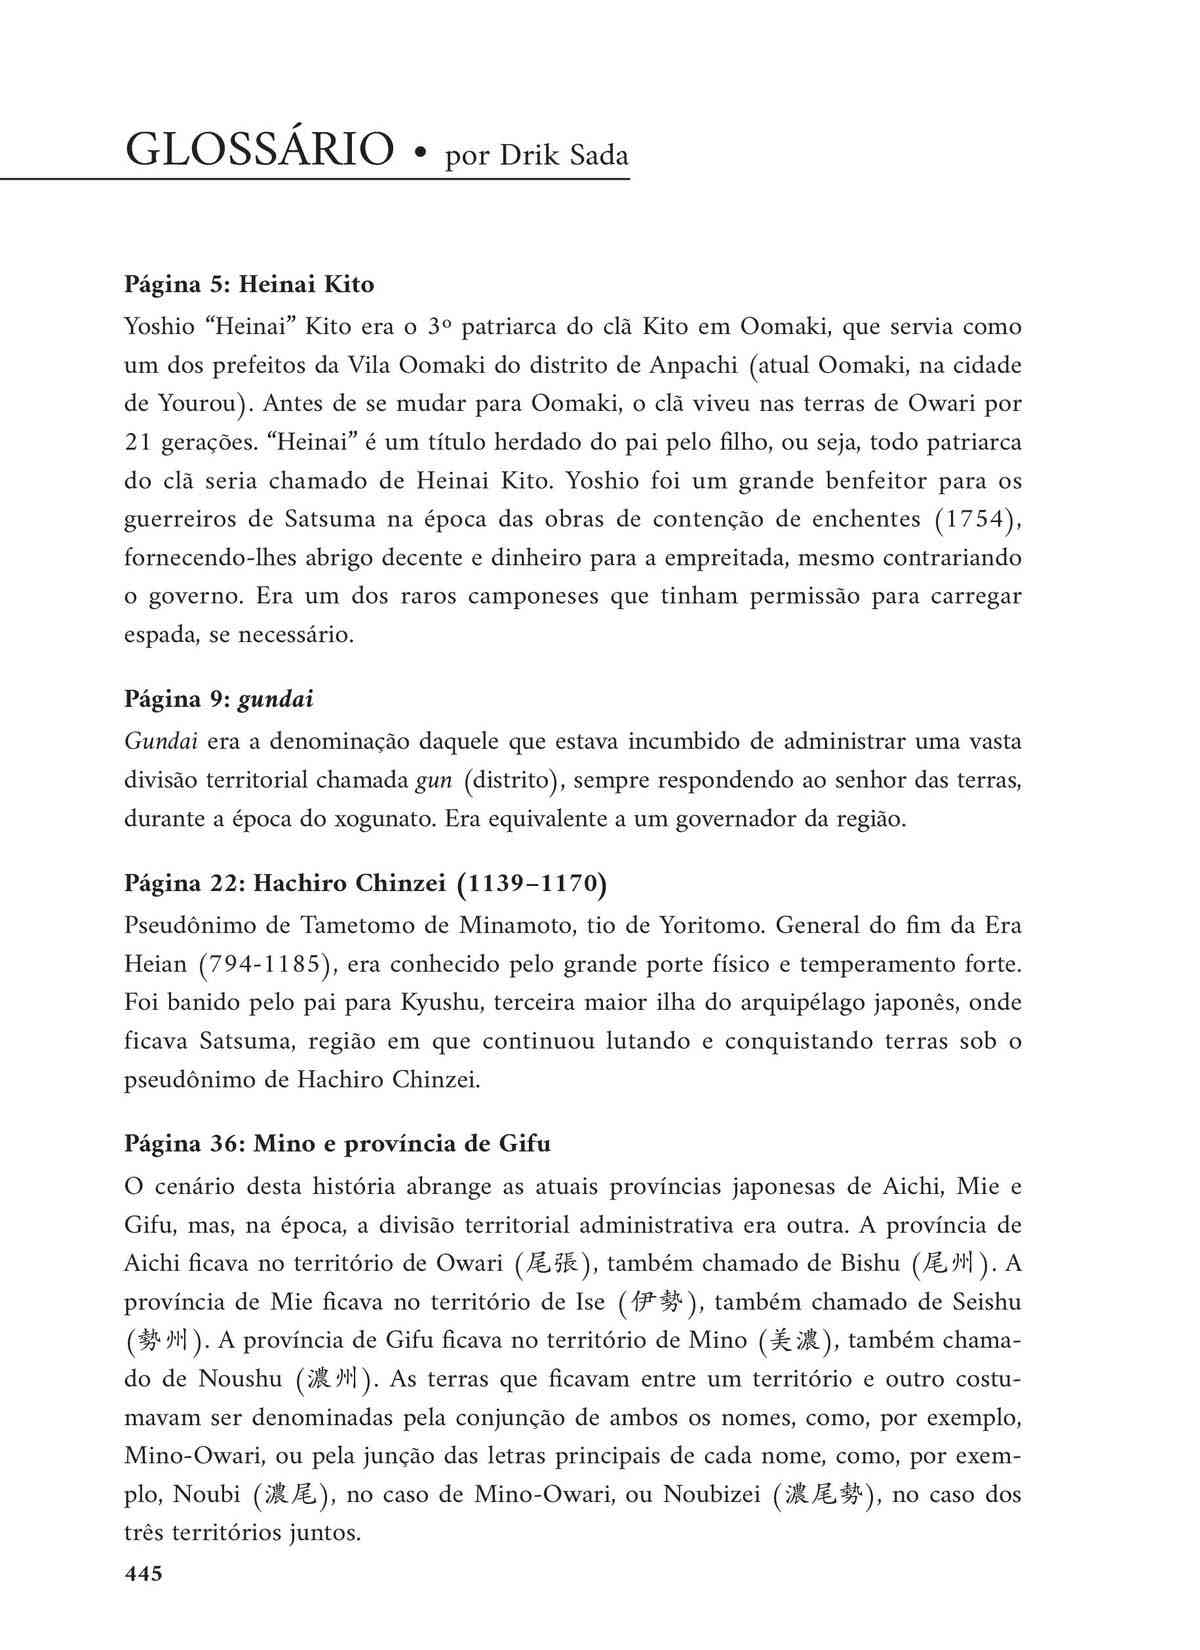 GLOSSÁRIO • por Drik Sada
Página 5: Heinai Kito
Yoshio “Heinai” Kito era o 3º patriarca do clã Kito em Oomaki, que servia como
um dos prefeitos da Vila Oomaki do distrito de Anpachi (atual Oomaki, na cidade
de Yourou). Antes de se mudar para Oomaki, o clã viveu nas terras de Owari por
21 gerações. “Heinai” é um título herdado do pai pelo filho, ou seja, todo patriarca
do clã seria chamado de Heinai Kito. Yoshio foi um grande benfeitor para os
guerreiros de Satsuma na época das obras de contenção de enchentes (1754),
fornecendo-lhes abrigo decente e dinheiro para a empreitada, mesmo contrariando
o governo. Era um dos raros camponeses que tinham permissão para carregar
espada, se necessário.
Página 9: gundai
Gundai era a denominação daquele que estava incumbido de administrar uma vasta
divisão territorial chamada gun (distrito), sempre respondendo ao senhor das terras,
durante a época do xogunato. Era equivalente a um governador da região.
Página 22: Hachiro Chinzei (1139–1170)
Pseudônimo de Tametomo de Minamoto, tio de Yoritomo. General do fim da Era
Heian (794-1185), era conhecido pelo grande porte físico e temperamento forte.
Foi banido pelo pai para Kyushu, terceira maior ilha do arquipélago japonês, onde
ficava Satsuma, região em que continuou lutando e conquistando terras sob o
pseudônimo de Hachiro Chinzei.
Página 36: Mino e província de Gifu
O cenário desta história abrange as atuais províncias japonesas de Aichi, Mie e
Gifu, mas, na época, a divisão territorial administrativa era outra. A província de
Aichi ficava no território de Owari (尾張), também chamado de Bishu (尾州). A
província de Mie ficava no território de Ise (伊勢), também chamado de Seishu
(勢州). A província de Gifu ficava no território de Mino (美濃), também chama-
do de Noushu (濃州). As terras que ficavam entre um território e outro costu-
mavam ser denominadas pela conjunção de ambos os nomes, como, por exemplo,
Mino-Owari, ou pela junção das letras principais de cada nome, como, por exem-
plo, Noubi (濃尾), no caso de Mino-Owari, ou Noubizei (濃尾勢), no caso dos
três territórios juntos.
445